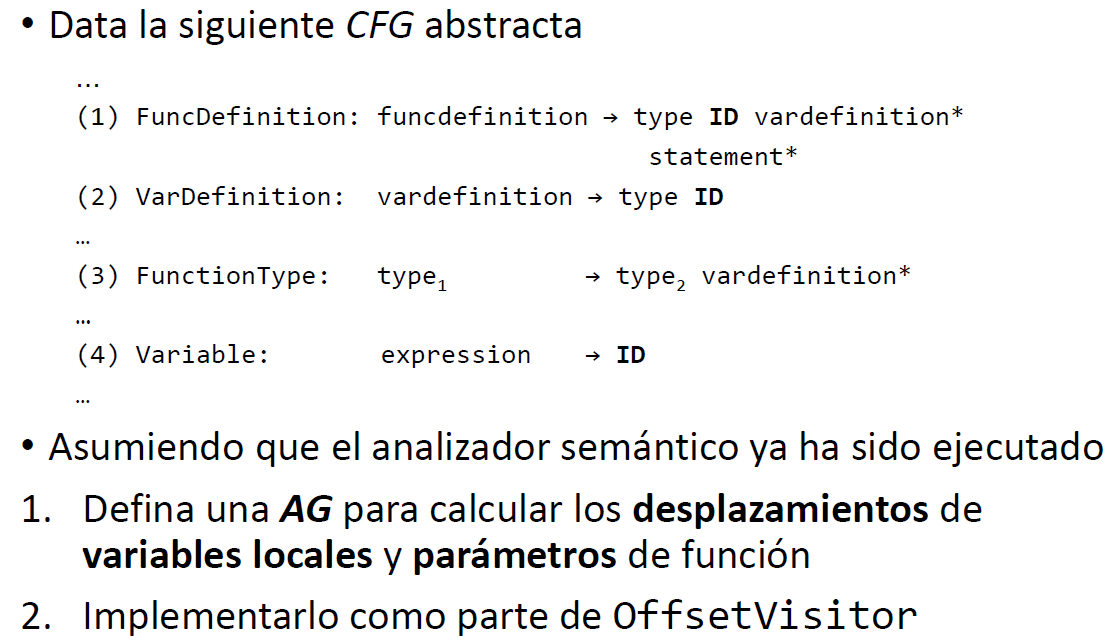 • Data la siguiente CFG abstracta
...
(1) FuncDefinition: funcdefinition → type ID vardefinition*
statement*
(2) VarDefinition: vardefinition → type ID
…
(3) FunctionType: type1 → type2 vardefinition*
…
(4) Variable: expression → ID
…
• Asumiendo que el analizador semántico ya ha sido ejecutado
1. Defina una AG para calcular los desplazamientos de
variables locales y parámetros de función
2. Implementarlo como parte de OffsetVisitor